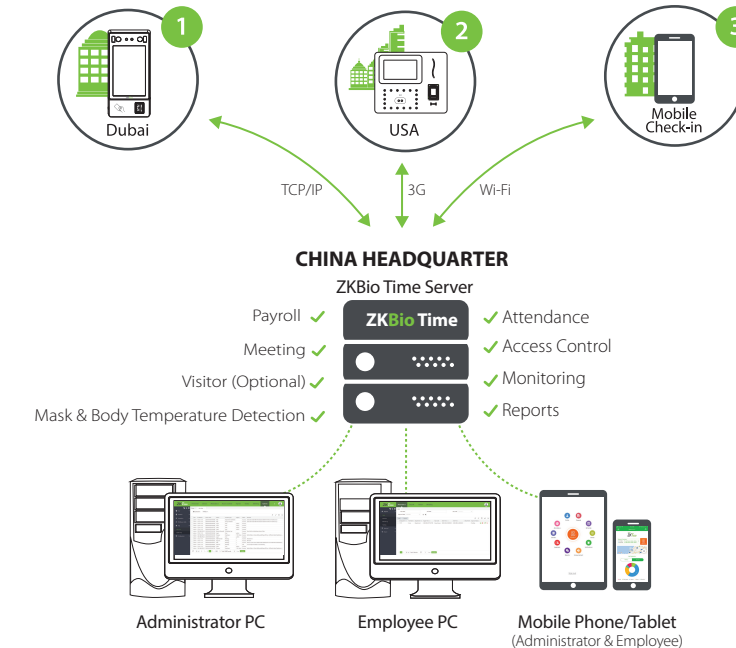 1
2
3
Dubai
USA
Mobile
Check-in
TCP/IP
3G
Wi-Fi
CHINA HEADQUARTER
ZKBio Time Server
ZKBio Time
Payroll
Attendance
Meeting
Access Control
Visitor (Optional)
Monitoring
Mask & Body Temperature Detection
Reports
Administrator PC
Employee PC
Mobile Phone/Tablet
(Administrator & Employee)